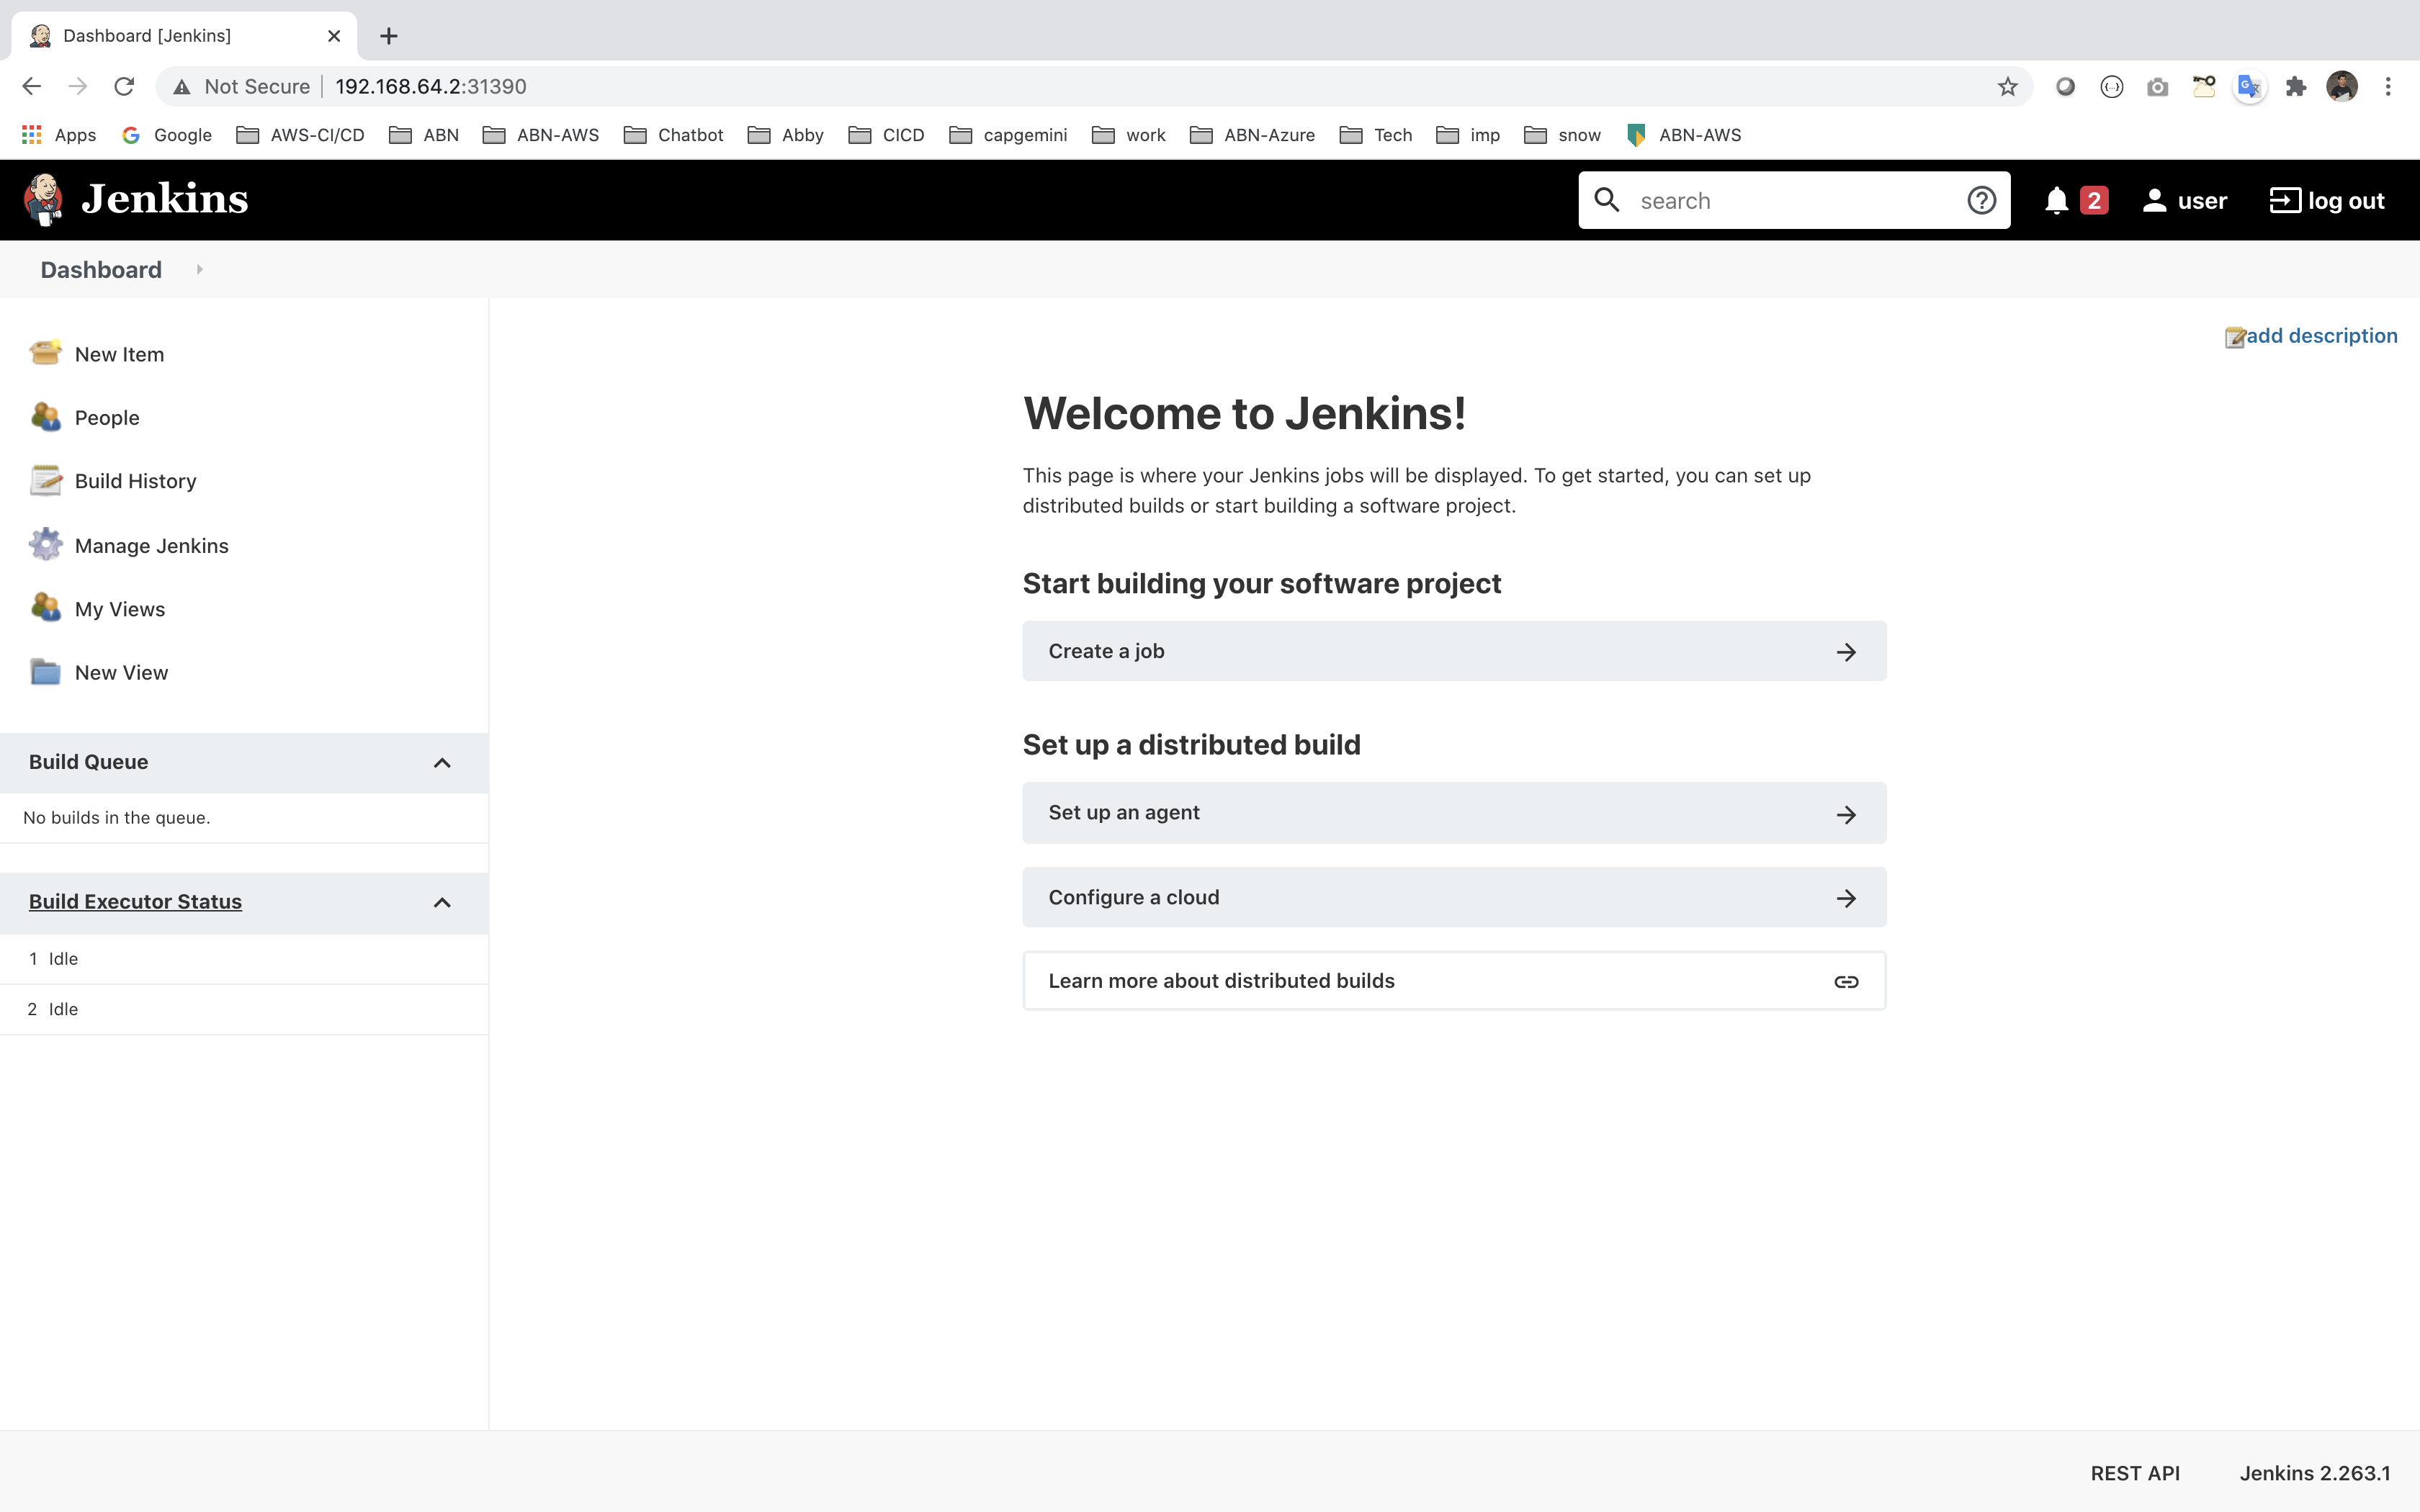 Dashboard [Jenkins]
Not Secure 192.168.64.2:31390
Apps Google AWS-CI/CD ABN ABN-AWS Chatbot Abby CICD capgemini work ABN-Azure Tech imp snow ABN-AWS
Jenkins search 2 user log out
Dashboard
add description
New Item
People
Build History
Manage Jenkins
My Views
New View
Build Queue
No builds in the queue.
Build Executor Status
1 Idle
2 Idle
Welcome to Jenkins!
This page is where your Jenkins jobs will be displayed. To get started, you can set up
distributed builds or start building a software project.
Start building your software project
Create a job
Set up a distributed build
Set up an agent
Configure a cloud
Learn more about distributed builds
REST API Jenkins 2.263.1